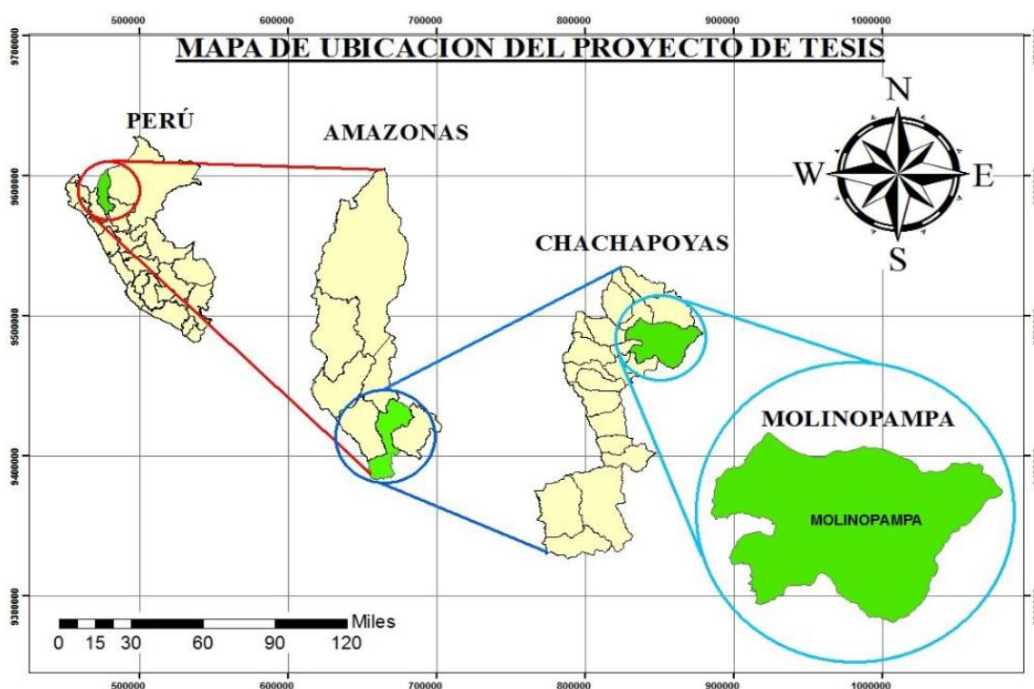 500000 600000 700000 800000 900000 1000000
MAPA DE UBICACION DEL PROYECTO DE TESIS
9700000
N
PERÚ
AMAZONAS
W E
9600000
S
CHACHAPOYAS
9500000
MOLINOPAMPA
9400000
MOLINOPAMPA
9300000
Miles
0 15 30 60 90 120
500000 600000 700000 800000 900000 1000000